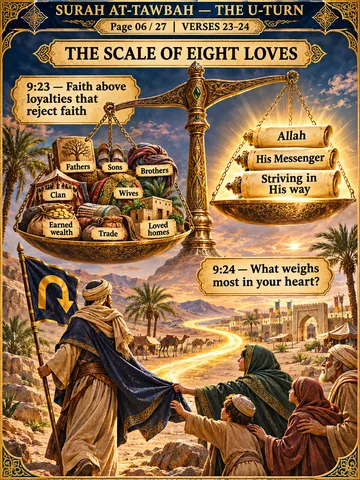 SURAH AT-TAWBAH — THE U-TURN
Page 06 / 27 | VERSES 23–24
THE SCALE OF EIGHT LOVES
9:23 — Faith above
loyalties that
reject faith
Fathers
Sons
Brothers
Clan
Wives
Earned
wealth
Trade
Loved
homes
Allah
His Messenger
Striving in
His way
9:24 — What weighs
most in your heart?